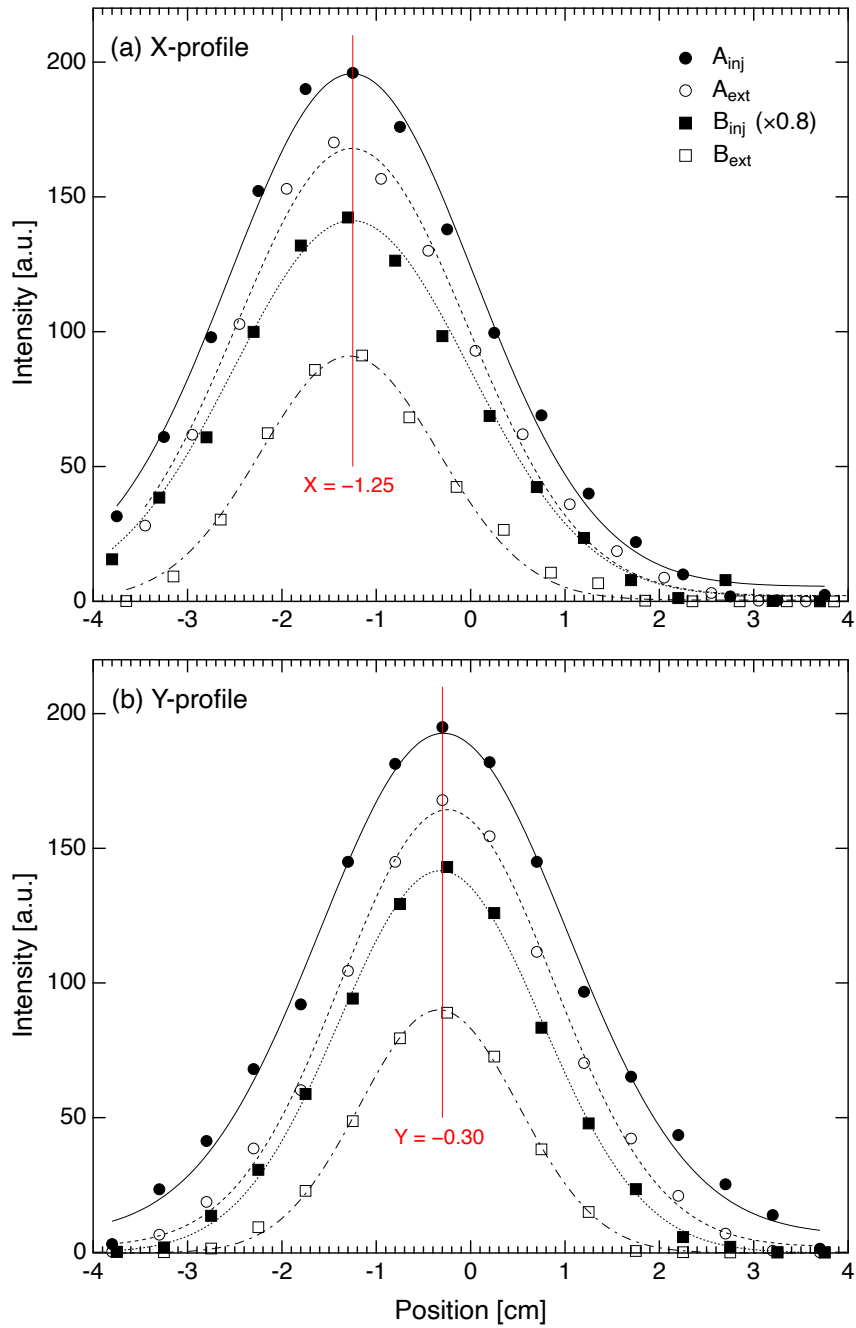 (a) X-profile
A_inj
A_ext
B_inj (×0.8)
B_ext
200
150
100
50
0
Intensity [a.u.]
X = −1.25
-4 -3 -2 -1 0 1 2 3 4
(b) Y-profile
200
150
100
50
0
Intensity [a.u.]
Y = −0.30
-4 -3 -2 -1 0 1 2 3 4
Position [cm]